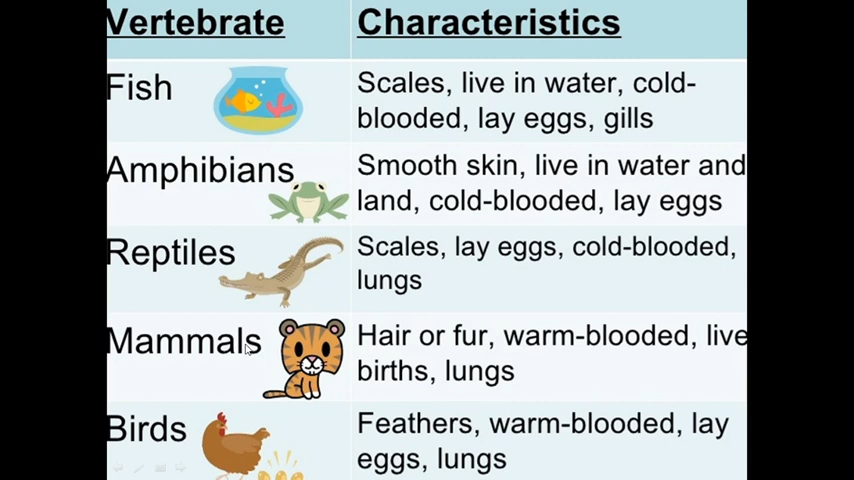 Vertebrate
Characteristics
Fish
Scales, live in water, cold-
blooded, lay eggs, gills
Amphibians
Smooth skin, live in water and
land, cold-blooded, lay eggs
Reptiles
Scales, lay eggs, cold-blooded,
lungs
Mammals
Hair or fur, warm-blooded, live
births, lungs
Birds
Feathers, warm-blooded, lay
eggs, lungs